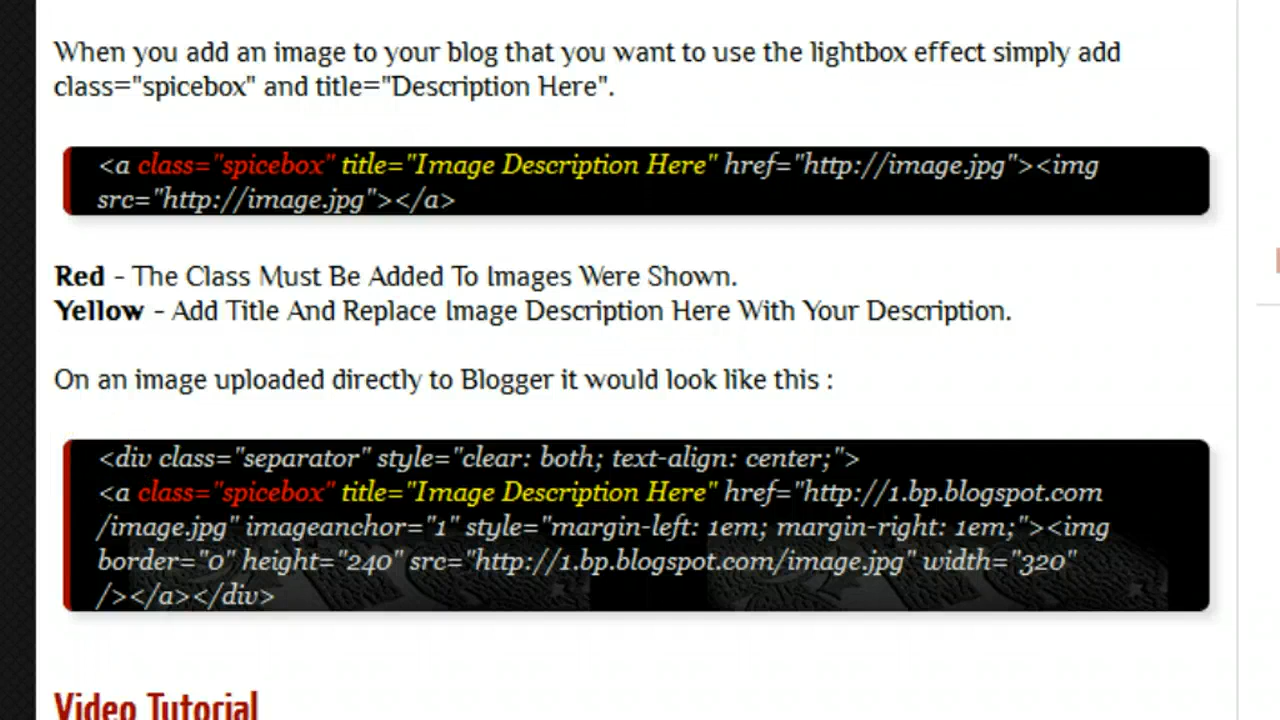 When you add an image to your blog that you want to use the lightbox effect simply add
class="spicebox" and title="Description Here".
<a class="spicebox" title="Image Description Here" href="http://image.jpg"><img
src="http://image.jpg"></a>
Red - The Class Must Be Added To Images Were Shown.
Yellow - Add Title And Replace Image Description Here With Your Description.
On an image uploaded directly to Blogger it would look like this :
<div class="separator" style="clear: both; text-align: center;">
<a class="spicebox" title="Image Description Here" href="http://1.bp.blogspot.com
/image.jpg" imageanchor="1" style="margin-left: 1em; margin-right: 1em;"><img
border="0" height="240" src="http://1.bp.blogspot.com/image.jpg" width="320"
/></a></div>
Video Tutorial